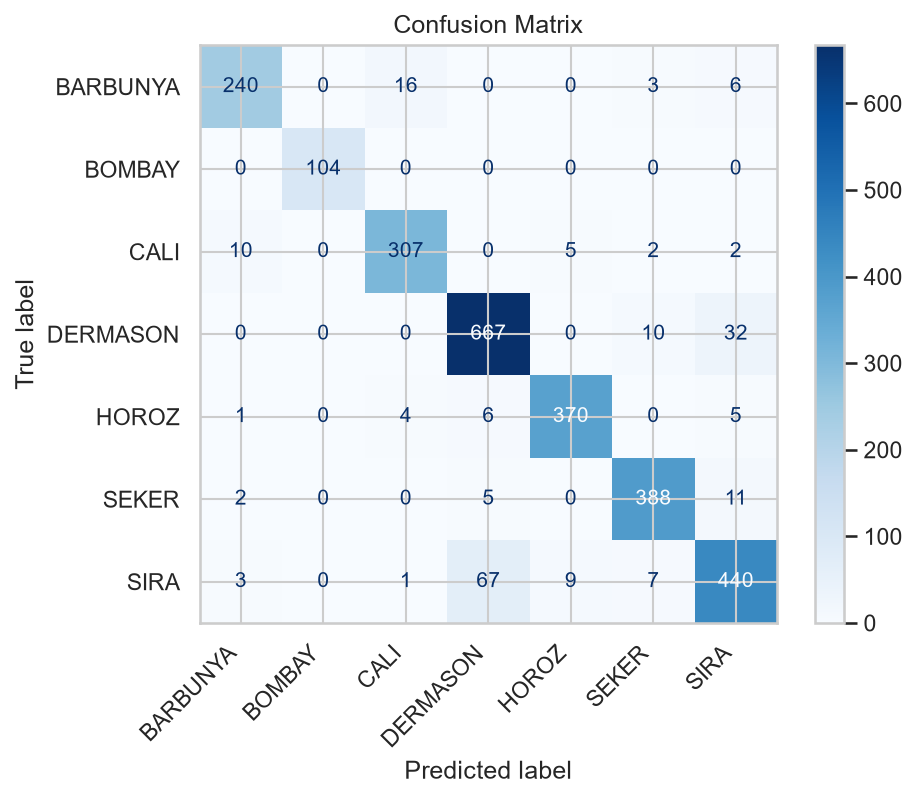 Confusion Matrix
True label
BARBUNYA 240 0 16 0 0 3 6
BOMBAY 0 104 0 0 0 0 0
CALI 10 0 307 0 5 2 2
DERMASON 0 0 0 667 0 10 32
HOROZ 1 0 4 6 370 0 5
SEKER 2 0 0 5 0 388 11
SIRA 3 0 1 67 9 7 440
BARBUNYA BOMBAY CALI DERMASON HOROZ SEKER SIRA
Predicted label
600
500
400
300
200
100
0